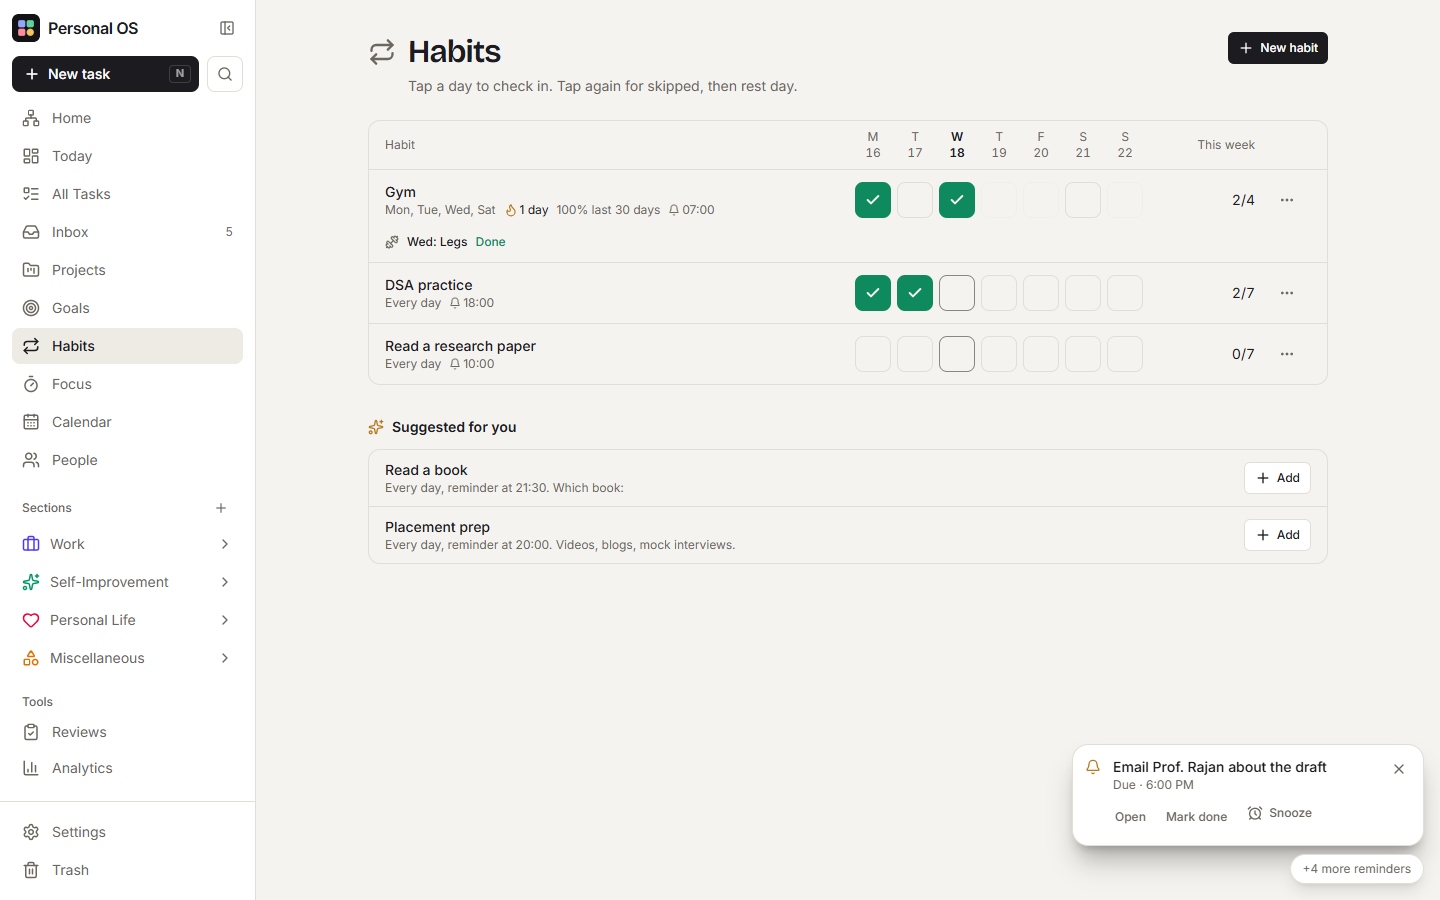 Personal OS
New task N
Home
Today
All Tasks
Inbox 5
Projects
Goals
Habits
Focus
Calendar
People
Sections
Work
Self-Improvement
Personal Life
Miscellaneous
Tools
Reviews
Analytics
Settings
Trash
Habits
New habit
Tap a day to check in. Tap again for skipped, then rest day.
Habit M T W T F S S This week
16 17 18 19 20 21 22
Gym
Mon, Tue, Wed, Sat 1 day 100% last 30 days 07:00 2/4
Wed: Legs Done
DSA practice
Every day 18:00 2/7
Read a research paper
Every day 10:00 0/7
Suggested for you
Read a book
Every day, reminder at 21:30. Which book:
Add
Placement prep
Every day, reminder at 20:00. Videos, blogs, mock interviews.
Add
Email Prof. Rajan about the draft
Due · 6:00 PM
Open Mark done Snooze
+4 more reminders